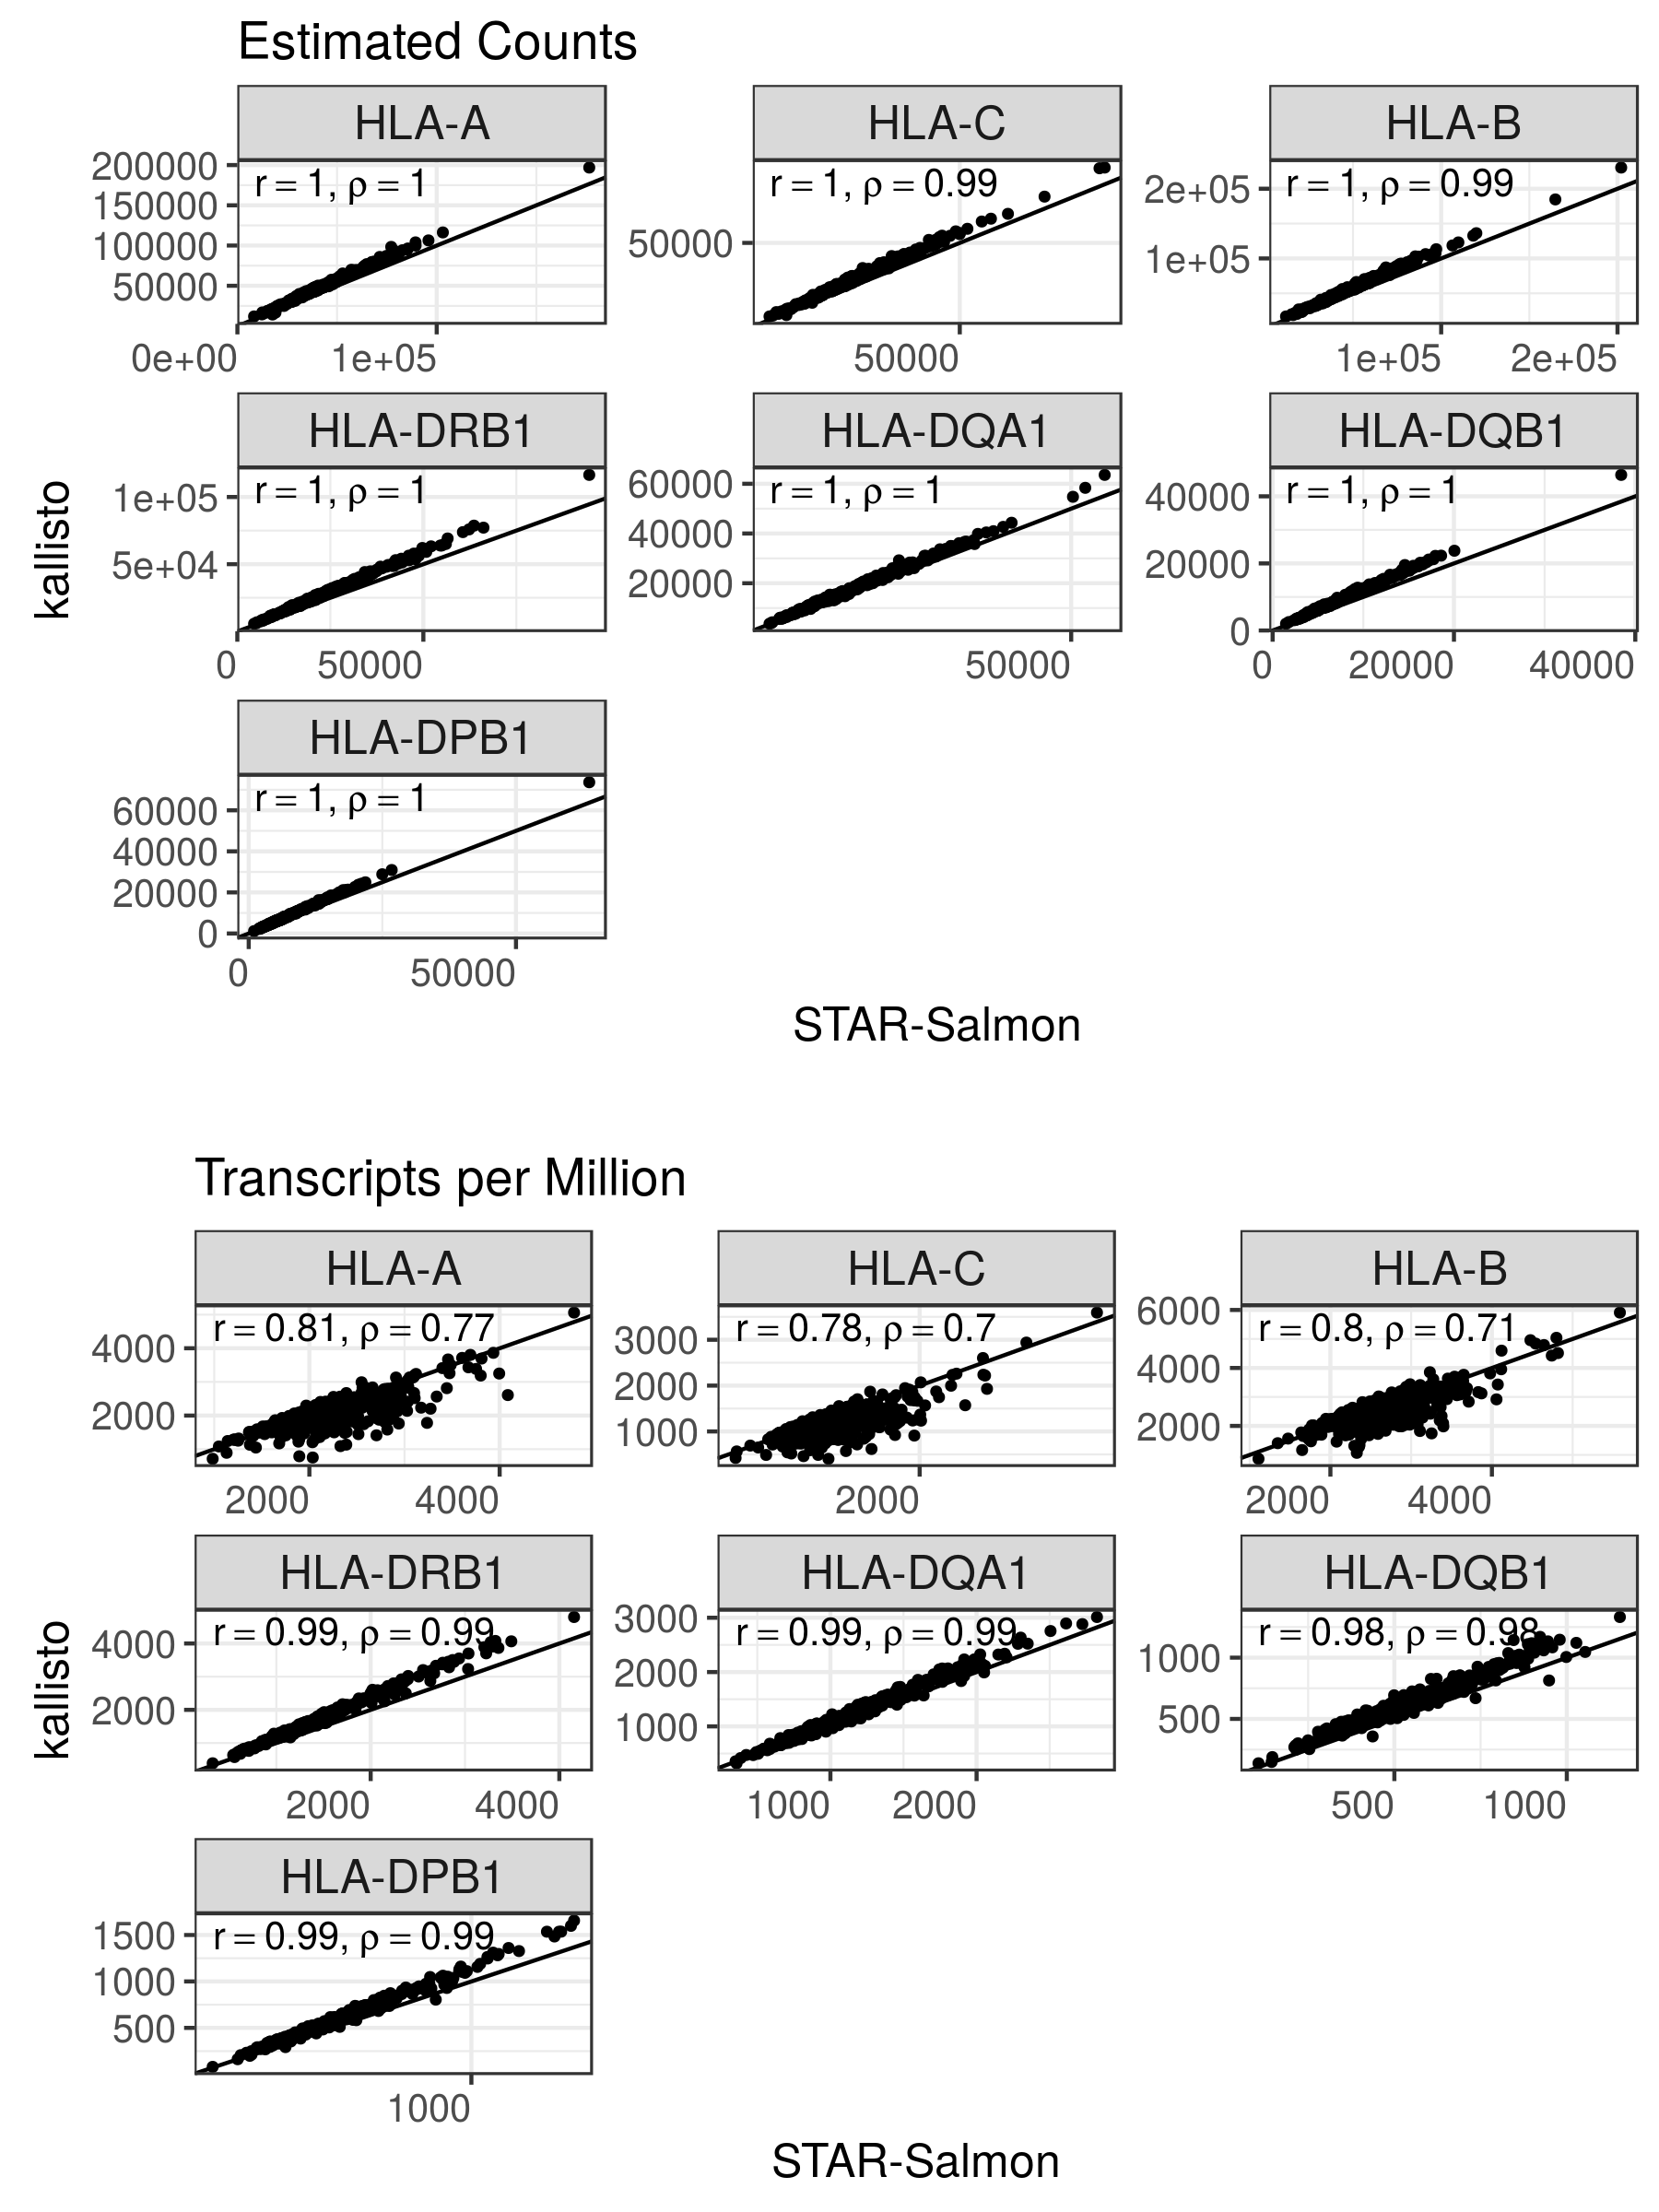 Estimated Counts
HLA-A
HLA-C
HLA-B
200000
150000
100000
50000
r = 1, ρ = 1
0e+00
1e+05
50000
r = 1, ρ = 0.99
50000
2e+05
1e+05
r = 1, ρ = 0.99
1e+05
2e+05
HLA-DRB1
HLA-DQA1
HLA-DQB1
1e+05
5e+04
r = 1, ρ = 1
0
50000
60000
40000
20000
r = 1, ρ = 1
50000
40000
20000
0
r = 1, ρ = 1
0
20000
40000
kallisto
HLA-DPB1
60000
40000
20000
0
r = 1, ρ = 1
0
50000
STAR-Salmon
Transcripts per Million
HLA-A
HLA-C
HLA-B
4000
2000
r = 0.81, ρ = 0.77
2000
4000
3000
2000
1000
r = 0.78, ρ = 0.7
2000
6000
4000
2000
r = 0.8, ρ = 0.71
2000
4000
HLA-DRB1
HLA-DQA1
HLA-DQB1
4000
2000
r = 0.99, ρ = 0.99
2000
4000
3000
2000
1000
r = 0.99, ρ = 0.99
1000
2000
1000
500
r = 0.98, ρ = 0.98
500
1000
kallisto
HLA-DPB1
1500
1000
500
r = 0.99, ρ = 0.99
1000
STAR-Salmon